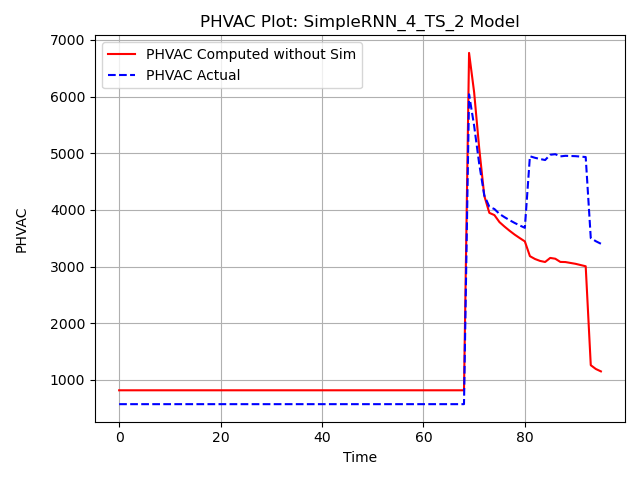 PHVAC Plot: SimpleRNN_4_TS_2 Model
PHVAC Computed without Sim
PHVAC Actual
7000
6000
5000
4000
3000
2000
1000
PHVAC
0
20
40
60
80
Time